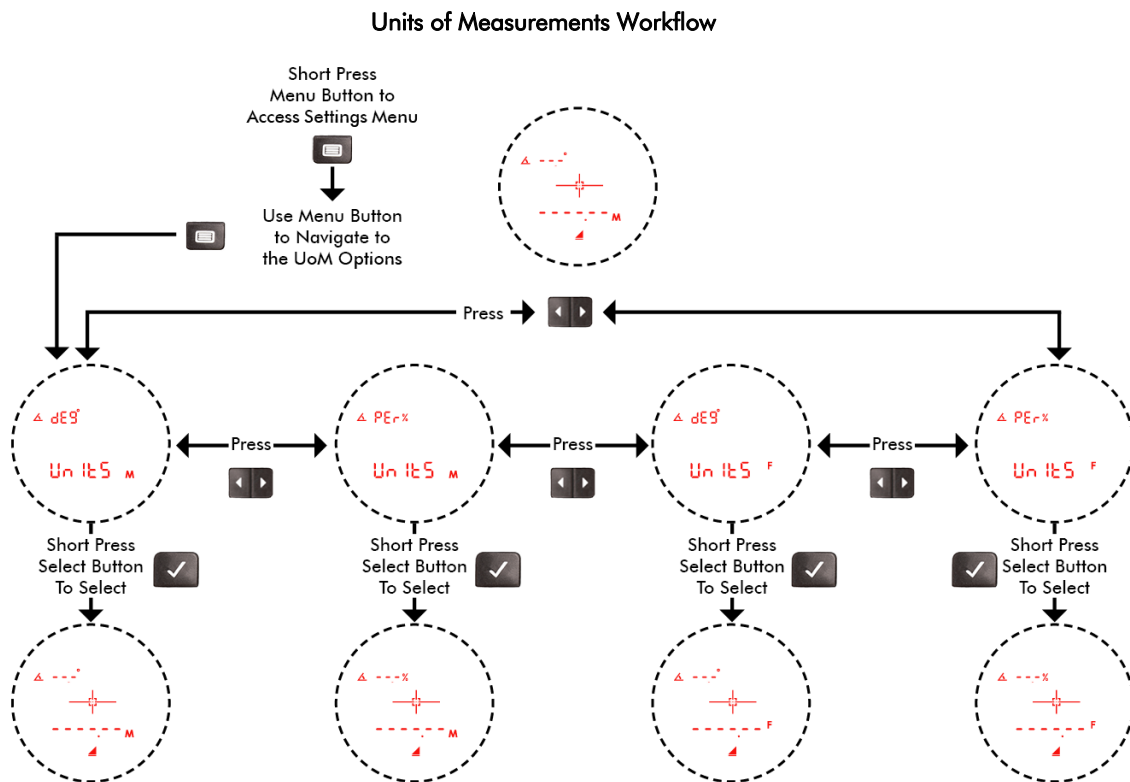 Units of Measurements Workflow
Short Press
Menu Button to
Access Settings Menu
Use Menu Button
to Navigate to
the UoM Options
---.-°
------.-- M
Press
dEg°
UnItS M
Press
PEr%
UnItS M
Press
dEg°
UnItS F
Press
PEr%
UnItS F
Short Press
Select Button
To Select
Short Press
Select Button
To Select
Short Press
Select Button
To Select
Short Press
Select Button
To Select
---.-°
------.-- M
---.-%
------.-- M
---.-°
------.-- F
---.-%
------.-- F